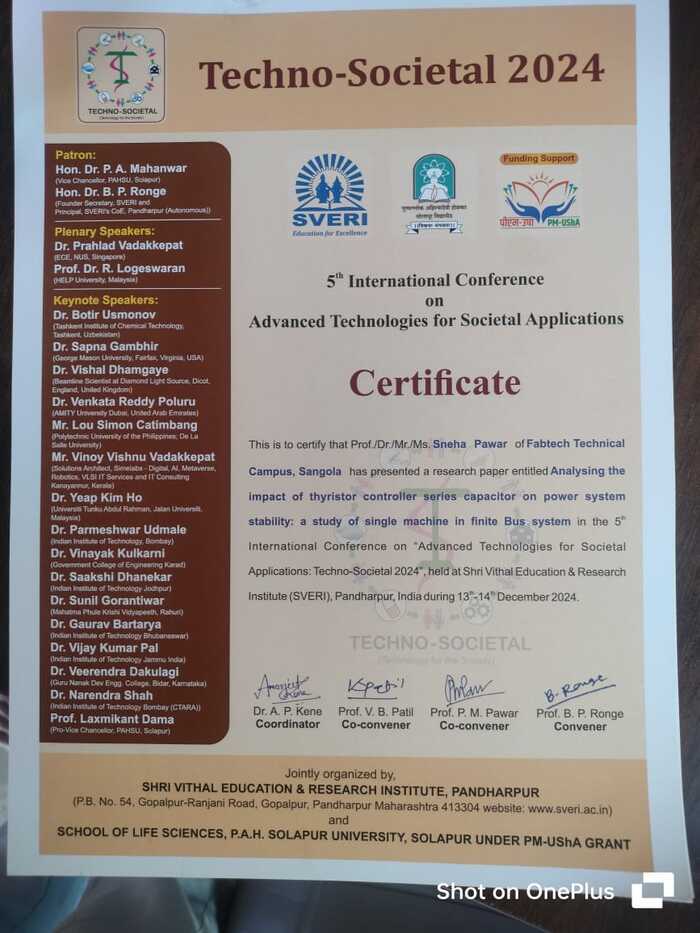 TECHNO-SOCIETAL
(Technology for the Society)
Techno-Societal 2024
Patron:
Hon. Dr. P. A. Mahanwar
(Vice Chancellor, PAHSU, Solapur)
Hon. Dr. B. P. Ronge
(Founder Secretary, SVERI and
Principal, SVERI's CoE, Pandharpur (Autonomous))
Plenary Speakers:
Dr. Prahlad Vadakkepat
(ECE, NUS, Singapore)
Prof. Dr. R. Logeswaran
(HELP University, Malaysia)
Keynote Speakers:
Dr. Botir Usmonov
(Tashkent Institute of Chemical Technology,
Tashkent, Uzbekistan)
Dr. Sapna Gambhir
(George Mason University, Fairfax, Virginia, USA)
Dr. Vishal Dhamgaye
(Beamline Scientist at Diamond Light Source, Dicot,
England, United Kingdom)
Dr. Venkata Reddy Poluru
(AMITY University Dubai, United Arab Emirates)
Mr. Lou Simon Catimbang
(Polytechnic University of the Philippines; De La
Salle University)
Mr. Vinoy Vishnu Vadakkepat
(Solutions Architect, Simelabs - Digital, AI, Metaverse,
Robotics, VLSI IT Services and IT Consulting
Kanayannur, Kerala)
Dr. Yeap Kim Ho
(Universiti Tunku Abdul Rahman, Jalan Universiti,
Malaysia)
Dr. Parmeshwar Udmale
(Indian Institute of Technology, Bombay)
Dr. Vinayak Kulkarni
(Government College of Engineering Karad)
Dr. Saakshi Dhanekar
(Indian Institute of Technology Jodhpur)
Dr. Sunil Gorantiwar
(Mahatma Phule Krishi Vidyapeeth, Rahuri)
Dr. Gaurav Bartarya
(Indian Institute of Technology Bhubaneswar)
Dr. Vijay Kumar Pal
(Indian Institute of Technology Jammu India)
Dr. Veerendra Dakulagi
(Guru Nanak Dev Engg. College, Bidar, Karnataka)
Dr. Narendra Shah
(Indian Institute of Technology Bombay (CTARA))
Prof. Laxmikant Dama
(Pro-Vice Chancellor, PAHSU, Solapur)
SVERI
Education for Excellence
पुण्यश्लोक अहिल्यादेवी होळकर
सोलापूर विद्यापीठ
।। विद्यया संपन्नता ।।
Funding Support
पीएम-उषा PM-UShA
5th International Conference
on
Advanced Technologies for Societal Applications
Certificate
This is to certify that Prof./Dr./Mr./Ms. Sneha Pawar of Fabtech Technical
Campus, Sangola has presented a research paper entitled Analysing the
impact of thyristor controller series capacitor on power system
stability: a study of single machine in finite Bus system in the 5th
International Conference on "Advanced Technologies for Societal
Applications: Techno-Societal 2024", held at Shri Vithal Education & Research
Institute (SVERI), Pandharpur, India during 13th-14th December 2024.
TECHNO-SOCIETAL
(Technology for the Society)
Dr. A. P. Kene Prof. V. B. Patil Prof. P. M. Pawar Prof. B. P. Ronge
Coordinator Co-convener Co-convener Convener
Jointly organized by,
SHRI VITHAL EDUCATION & RESEARCH INSTITUTE, PANDHARPUR
(P.B. No. 54, Gopalpur-Ranjani Road, Gopalpur, Pandharpur Maharashtra 413304 website: www.sveri.ac.in)
and
SCHOOL OF LIFE SCIENCES, P.A.H. SOLAPUR UNIVERSITY, SOLAPUR UNDER PM-UShA GRANT
Shot on OnePlus